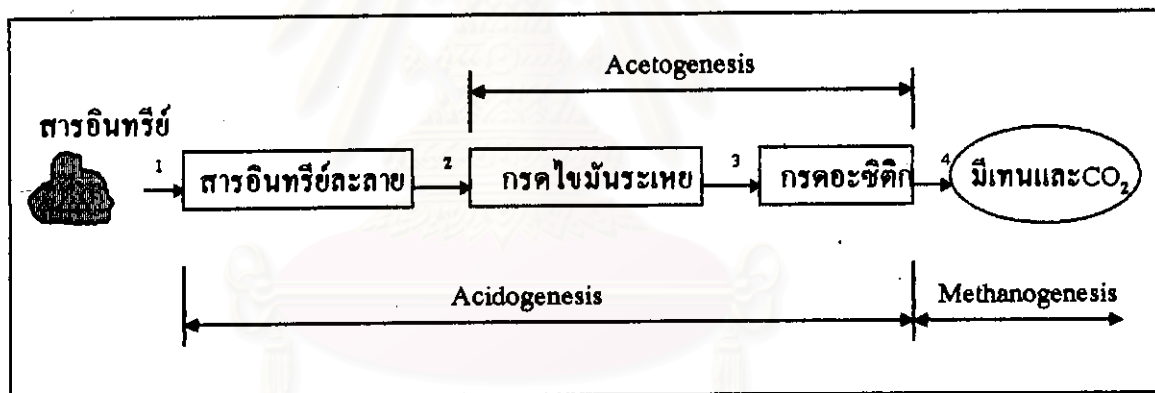 Acetogenesis
สารอินทรีย์
1
สารอินทรีย์ละลาย
2
กรดไขมันระเหย
3
กรดอะซิติก
4
มีเทนและCO₂
Acidogenesis
Methanogenesis